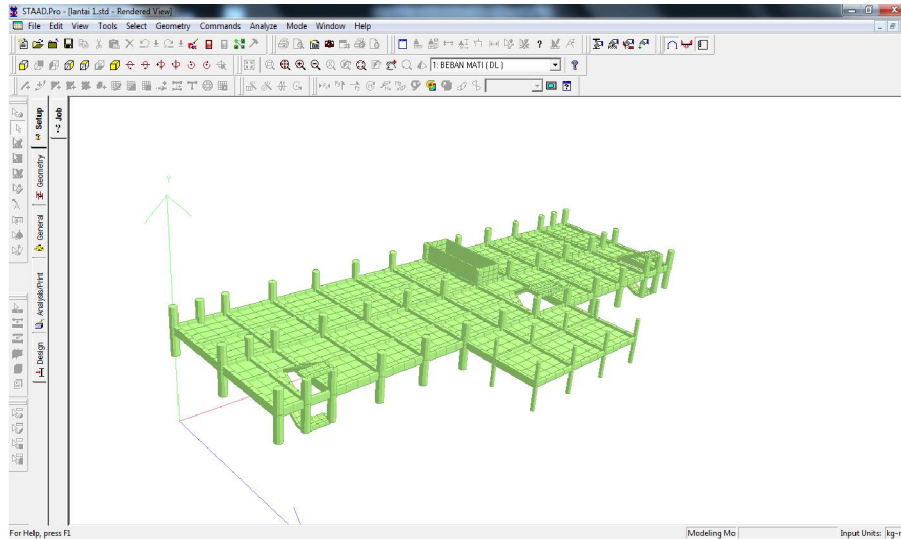 STAAD.Pro - [lantai 1.std - Rendered View]
File Edit View Tools Select Geometry Commands Analyze Mode Window Help
1: BEBAN MATI ( DL )
Job
Setup
Geometry
General
Analysis/Print
Design
Y
For Help, press F1
Modeling Mo
Input Units: